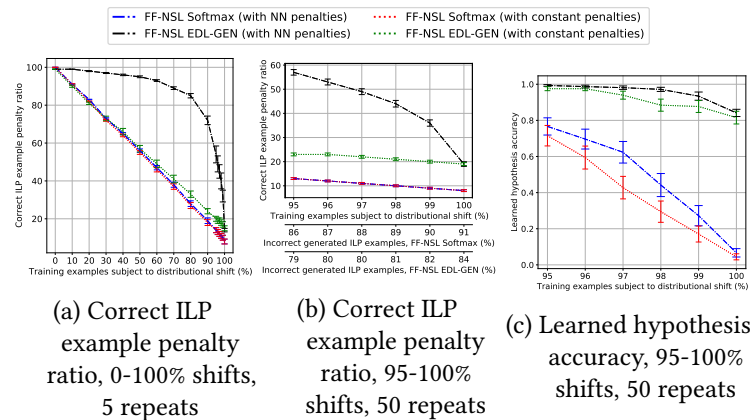 FF-NSL Softmax (with NN penalties)
FF-NSL Softmax (with constant penalties)
FF-NSL EDL-GEN (with NN penalties)
FF-NSL EDL-GEN (with constant penalties)
Correct ILP example penalty ratio
100
80
60
40
20
0 10 20 30 40 50 60 70 80 90 100
Training examples subject to distributional shift (%)
Correct ILP example penalty ratio
60
50
40
30
20
10
95 96 97 98 99 100
Training examples subject to distributional shift (%)
86 87 88 89 90 91
Incorrect generated ILP examples, FF-NSL Softmax (%)
79 80 80 81 82 84
Incorrect generated ILP examples, FF-NSL EDL-GEN (%)
Learned hypothesis accuracy
1.0
0.8
0.6
0.4
0.2
0.0
95 96 97 98 99 100
Training examples subject to distributional shift (%)
(a) Correct ILP
example penalty
ratio, 0-100% shifts,
5 repeats
(b) Correct ILP
example penalty
ratio, 95-100%
shifts, 50 repeats
(c) Learned hypothesis
accuracy, 95-100%
shifts, 50 repeats